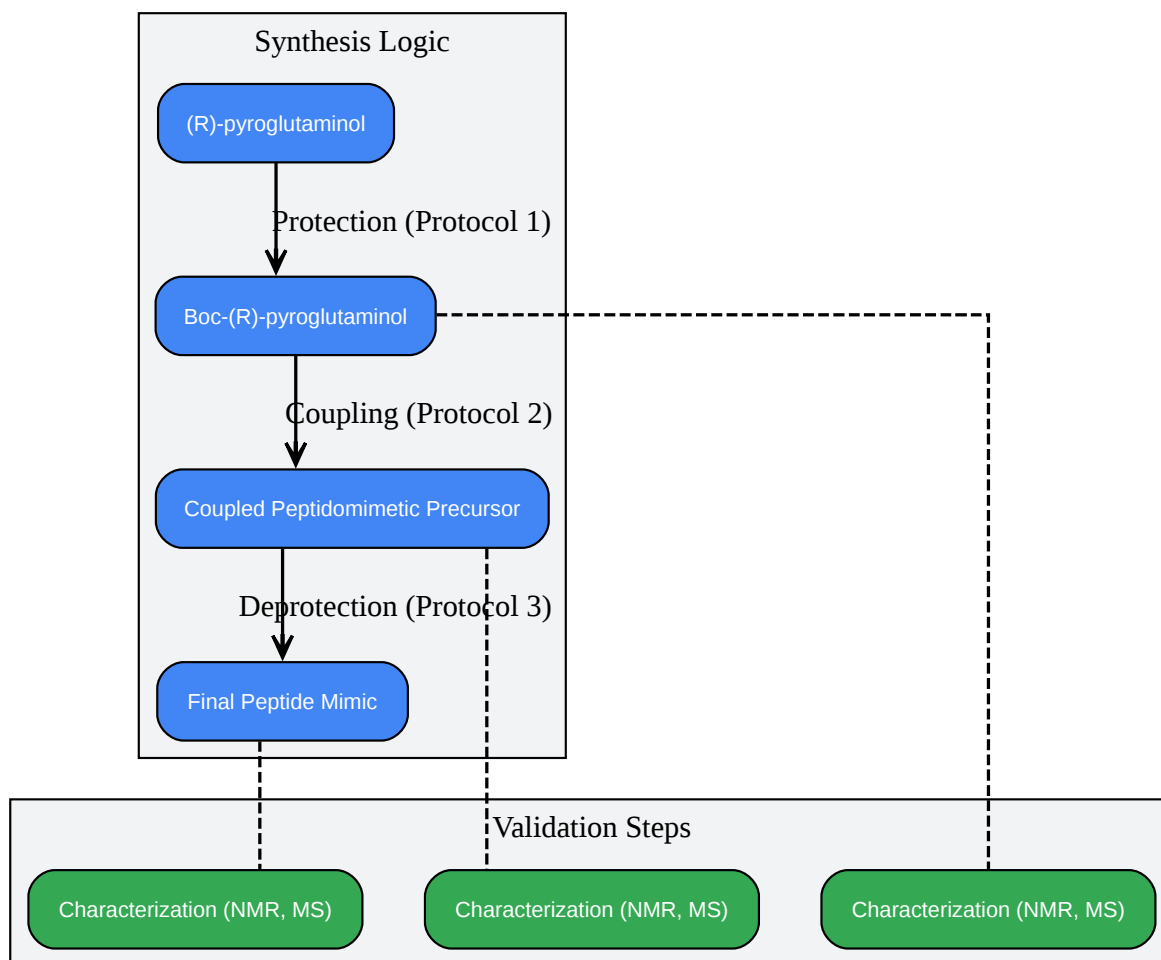 Synthesis Logic
(R)-pyroglutaminol
Protection (Protocol 1)
Boc-(R)-pyroglutaminol
Coupling (Protocol 2)
Coupled Peptidomimetic Precursor
Deprotection (Protocol 3)
Final Peptide Mimic
Validation Steps
Characterization (NMR, MS)
Characterization (NMR, MS)
Characterization (NMR, MS)